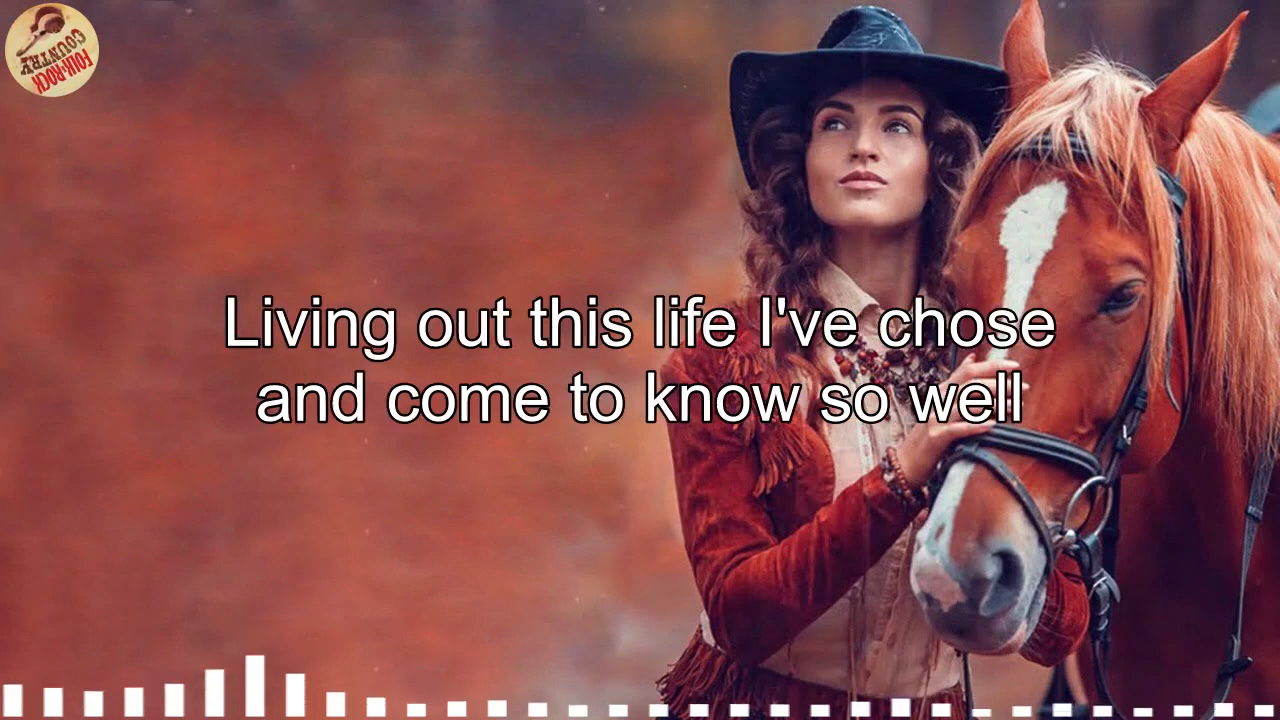 COUNTRY
FOLK-ROCK
Living out this life I've chose
and come to know so well